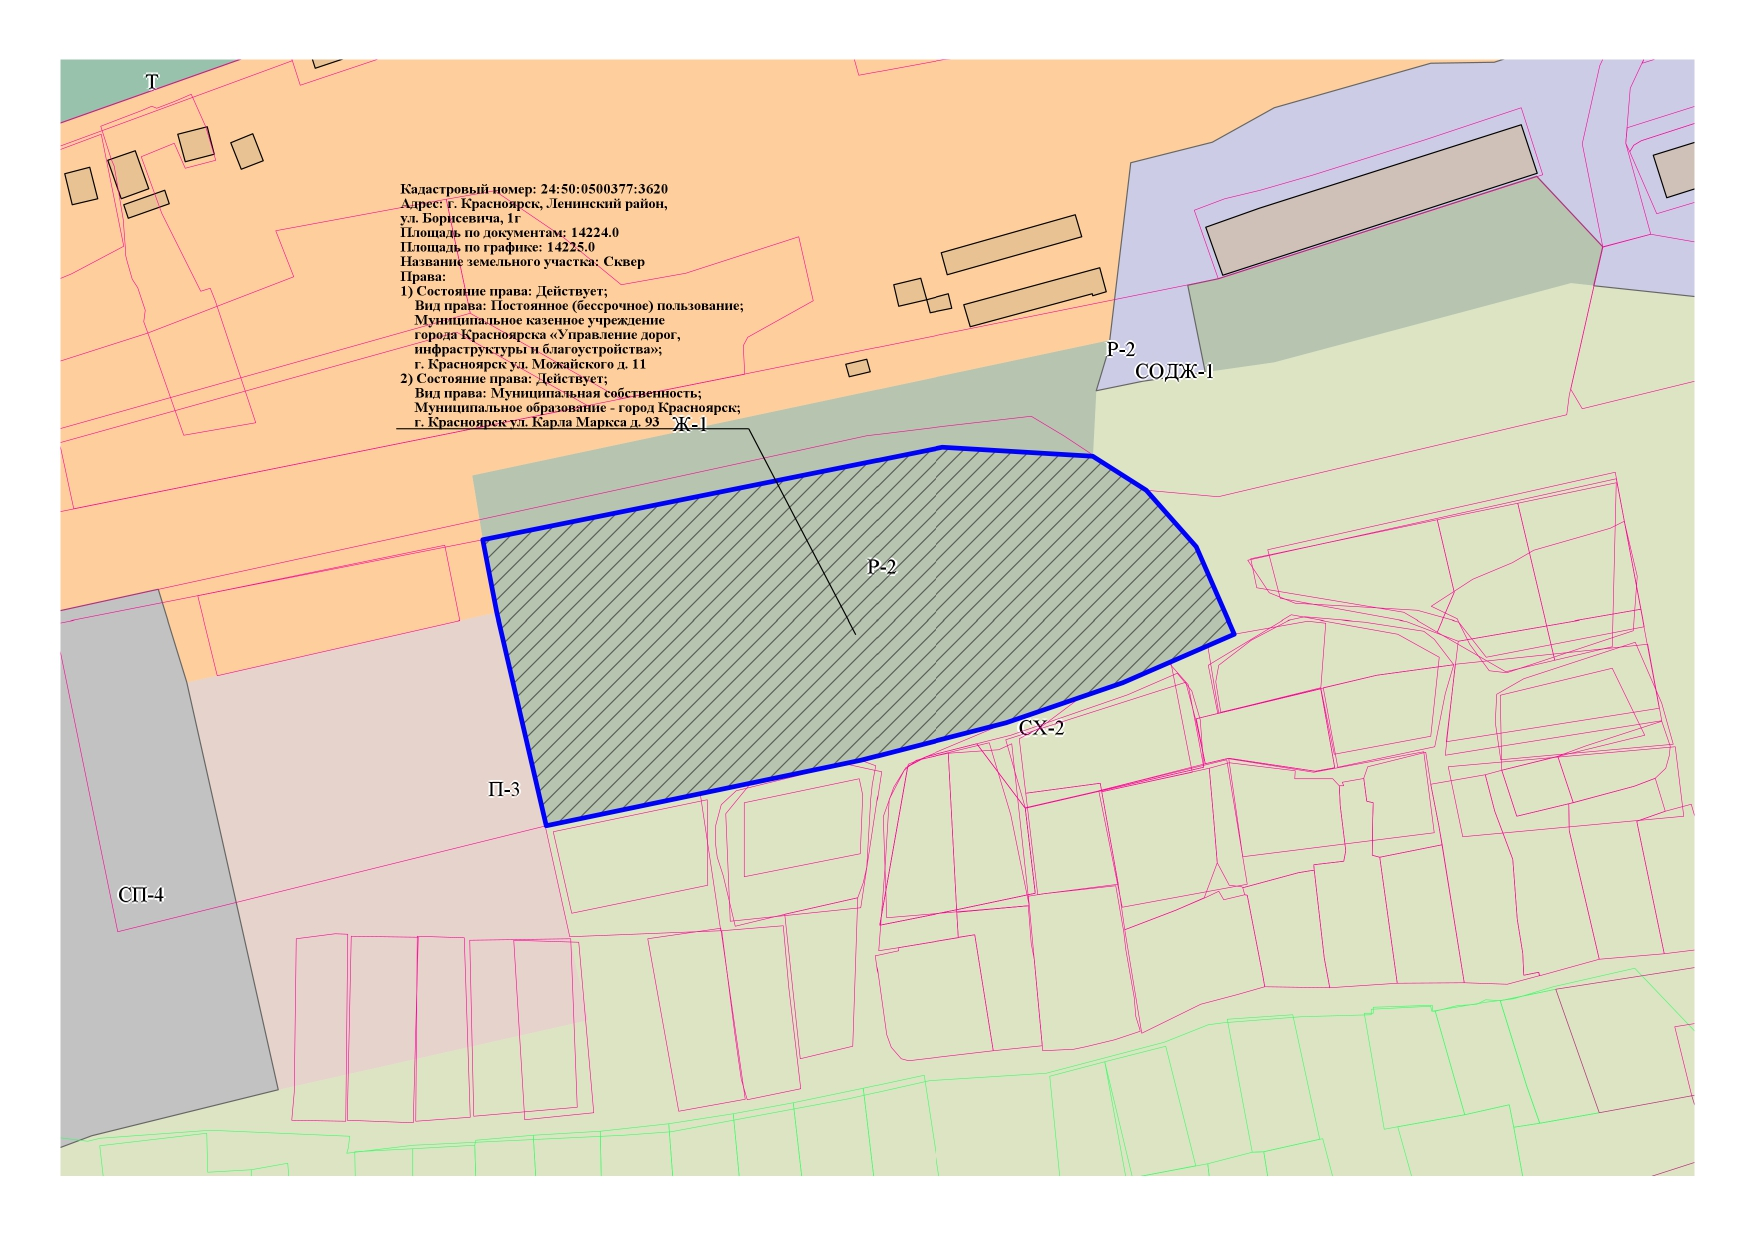 Т
Кадастровый номер: 24:50:0500377:3620
Адрес: г. Красноярск, Ленинский район,
ул. Борисевича, 1г
Площадь по документам: 14224.0
Площадь по графике: 14225.0
Название земельного участка: Сквер
Права:
1) Состояние права: Действует;
Вид права: Постоянное (бессрочное) пользование;
Муниципальное казенное учреждение
города Красноярска «Управление дорог,
инфраструктуры и благоустройства»;
г. Красноярск ул. Можайского д. 11
2) Состояние права: Действует;
Вид права: Муниципальная собственность;
Муниципальное образование - город Красноярск;
г. Красноярск ул. Карла Маркса д. 93
Ж-1
Р-2
СОДЖ-1
Р-2
СХ-2
П-3
СП-4